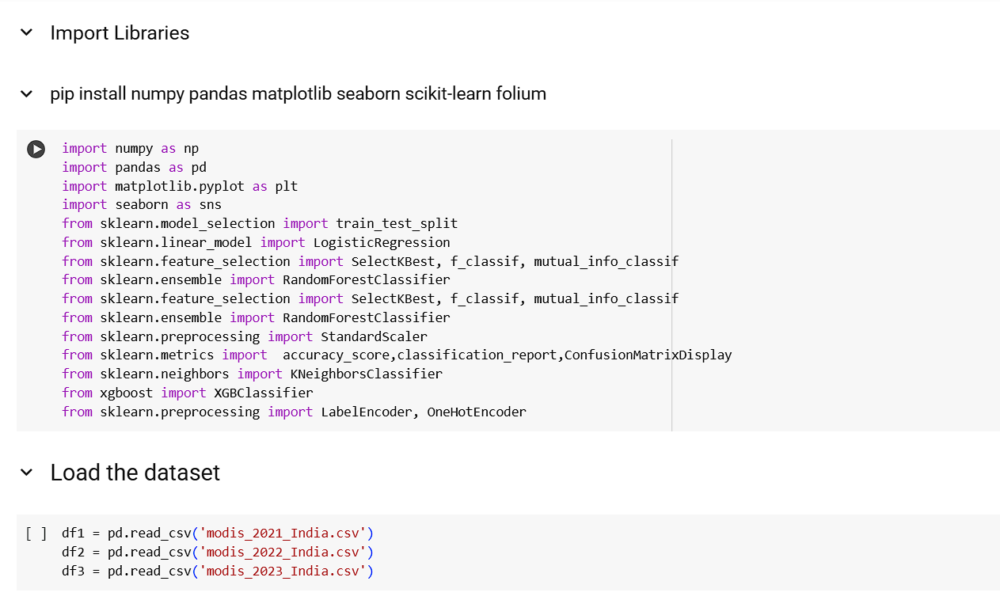 Import Libraries
pip install numpy pandas matplotlib seaborn scikit-learn folium
import numpy as np
import pandas as pd
import matplotlib.pyplot as plt
import seaborn as sns
from sklearn.model_selection import train_test_split
from sklearn.linear_model import LogisticRegression
from sklearn.feature_selection import SelectKBest, f_classif, mutual_info_classif
from sklearn.ensemble import RandomForestClassifier
from sklearn.feature_selection import SelectKBest, f_classif, mutual_info_classif
from sklearn.ensemble import RandomForestClassifier
from sklearn.preprocessing import StandardScaler
from sklearn.metrics import  accuracy_score,classification_report,ConfusionMatrixDisplay
from sklearn.neighbors import KNeighborsClassifier
from xgboost import XGBClassifier
from sklearn.preprocessing import LabelEncoder, OneHotEncoder
Load the dataset
[ ] df1 = pd.read_csv('modis_2021_India.csv')
df2 = pd.read_csv('modis_2022_India.csv')
df3 = pd.read_csv('modis_2023_India.csv')